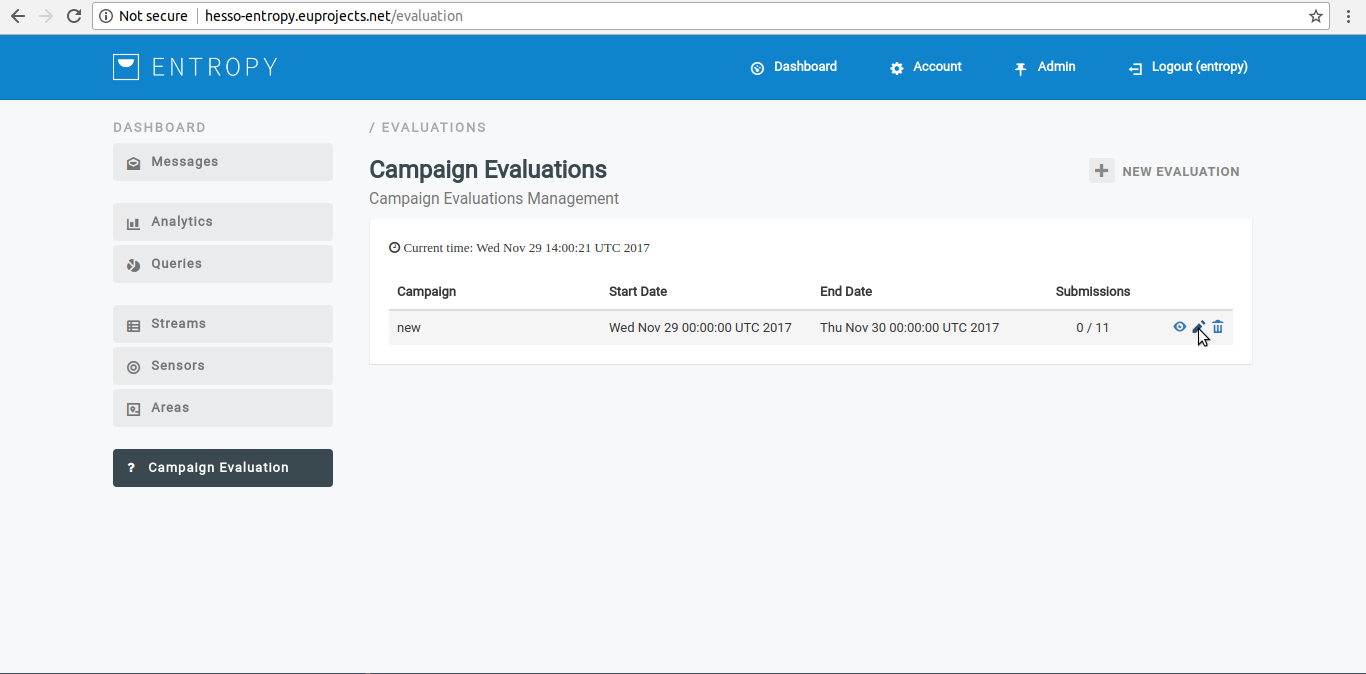 Not secure hesso-entropy.euprojects.net/evaluation
ENTROPY
Dashboard Account Admin Logout (entropy)
DASHBOARD
Messages
Analytics
Queries
Streams
Sensors
Areas
? Campaign Evaluation
/ EVALUATIONS
Campaign Evaluations
NEW EVALUATION
Campaign Evaluations Management
Current time: Wed Nov 29 14:00:21 UTC 2017
Campaign Start Date End Date Submissions
new Wed Nov 29 00:00:00 UTC 2017 Thu Nov 30 00:00:00 UTC 2017 0 / 11